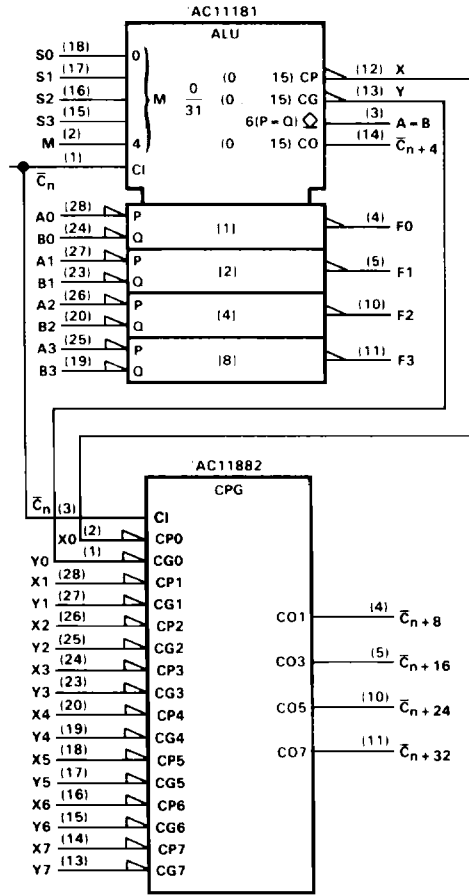 AC11181
ALU
S0 (18) 0
S1 (17)
S2 (16)
S3 (15)
M (2) 4
M 0/31
(0 15) CP (12) X
(0 15) CG (13) Y
6(P = Q) (3) A = B
(0 15) CO (14) C̅n + 4
C̅n (1) CI
A0 (28) P
B0 (24) Q
(1) (4) F0
A1 (27) P
B1 (23) Q
(2) (5) F1
A2 (26) P
B2 (20) Q
(4) (10) F2
A3 (25) P
B3 (19) Q
(8) (11) F3
AC11882
CPG
C̅n (3) CI
X0 (2) CP0
Y0 (1) CG0
X1 (28) CP1
Y1 (27) CG1
X2 (26) CP2
Y2 (25) CG2
X3 (24) CP3
Y3 (23) CG3
X4 (20) CP4
Y4 (19) CG4
X5 (18) CP5
Y5 (17) CG5
X6 (16) CP6
Y6 (15) CG6
X7 (14) CP7
Y7 (13) CG7
CO1 (4) C̅n + 8
CO3 (5) C̅n + 16
CO5 (10) C̅n + 24
CO7 (11) C̅n + 32